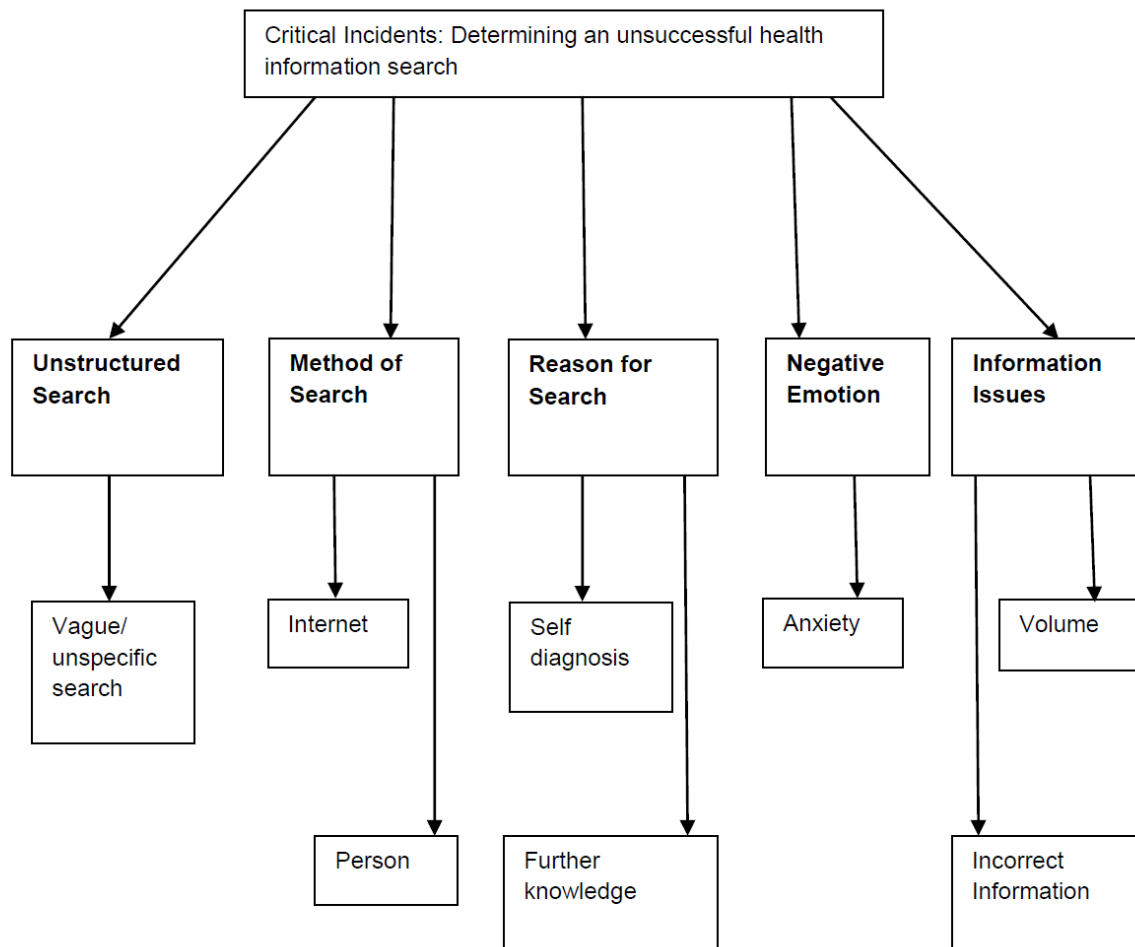 Critical Incidents: Determining an unsuccessful health
information search
Unstructured
Search
Method of
Search
Reason for
Search
Negative
Emotion
Information
Issues
Vague/
unspecific
search
Internet
Self
diagnosis
Anxiety
Volume
Person
Further
knowledge
Incorrect
Information